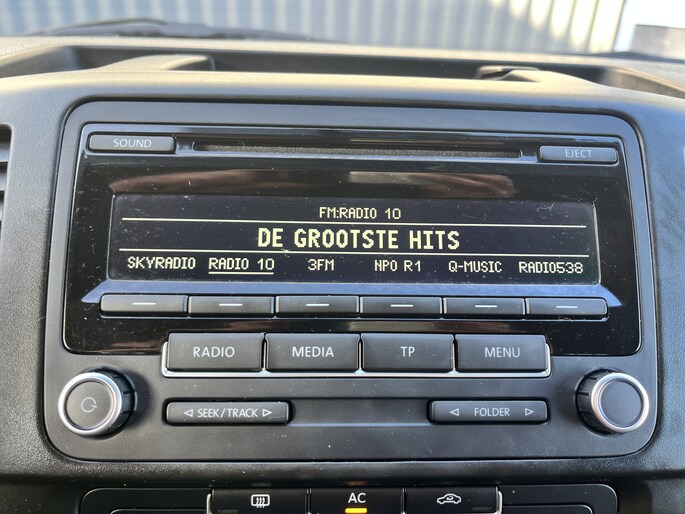 SOUND EJECT
FM:RADIO 10
DE GROOTSTE HITS
SKYRADIO RADIO 10 3FM NPO R1 Q-MUSIC RADIO538
RADIO MEDIA TP MENU
SEEK/TRACK FOLDER
AC